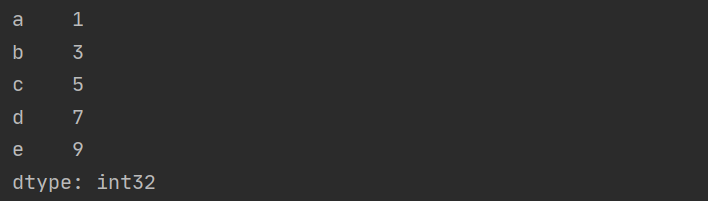 a    1
b    3
c    5
d    7
e    9
dtype: int32